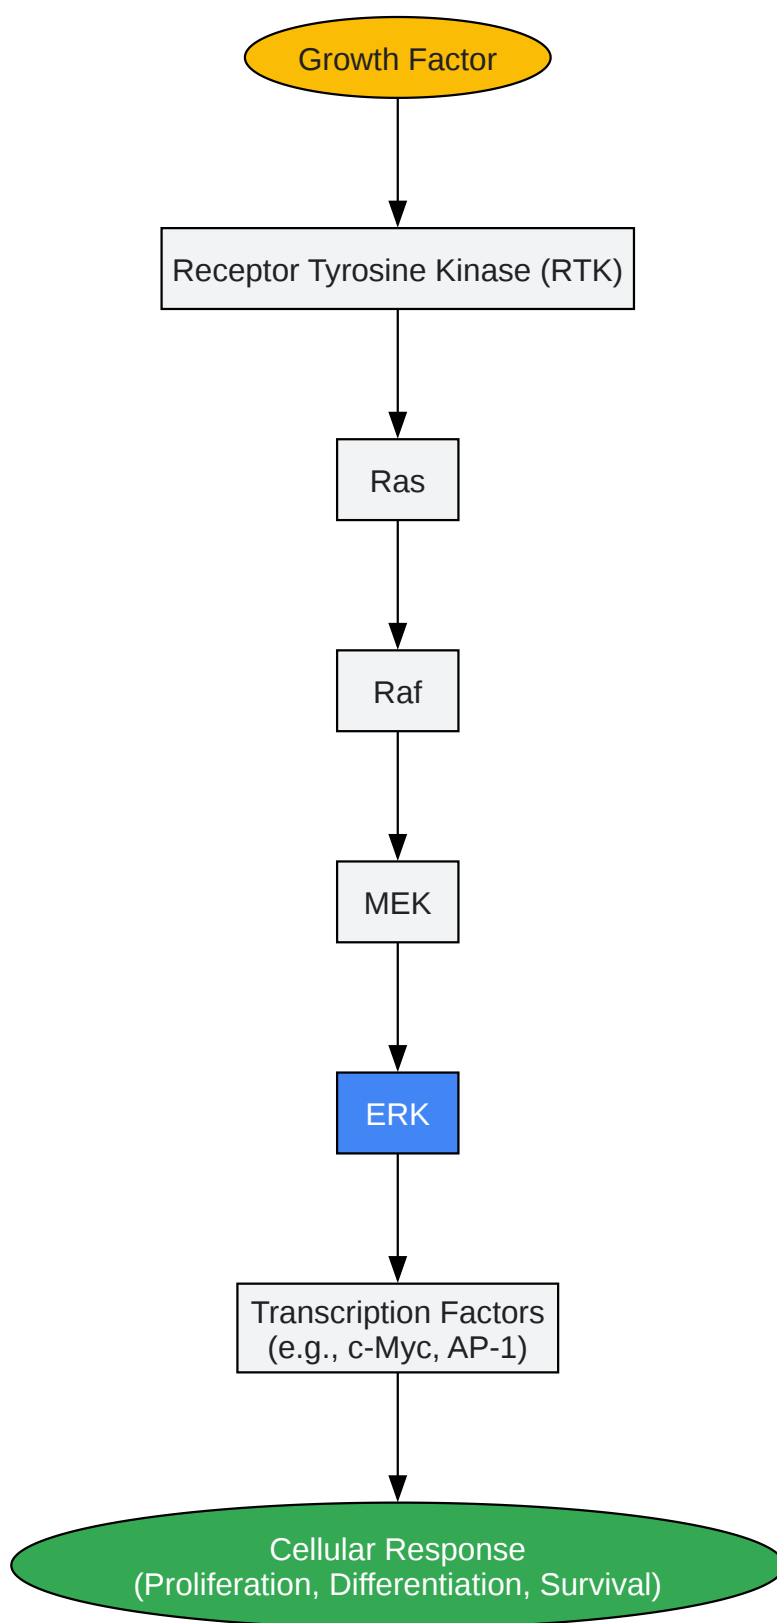 Growth Factor
Receptor Tyrosine Kinase (RTK)
Ras
Raf
MEK
ERK
Transcription Factors
(e.g., c-Myc, AP-1)
Cellular Response
(Proliferation, Differentiation, Survival)